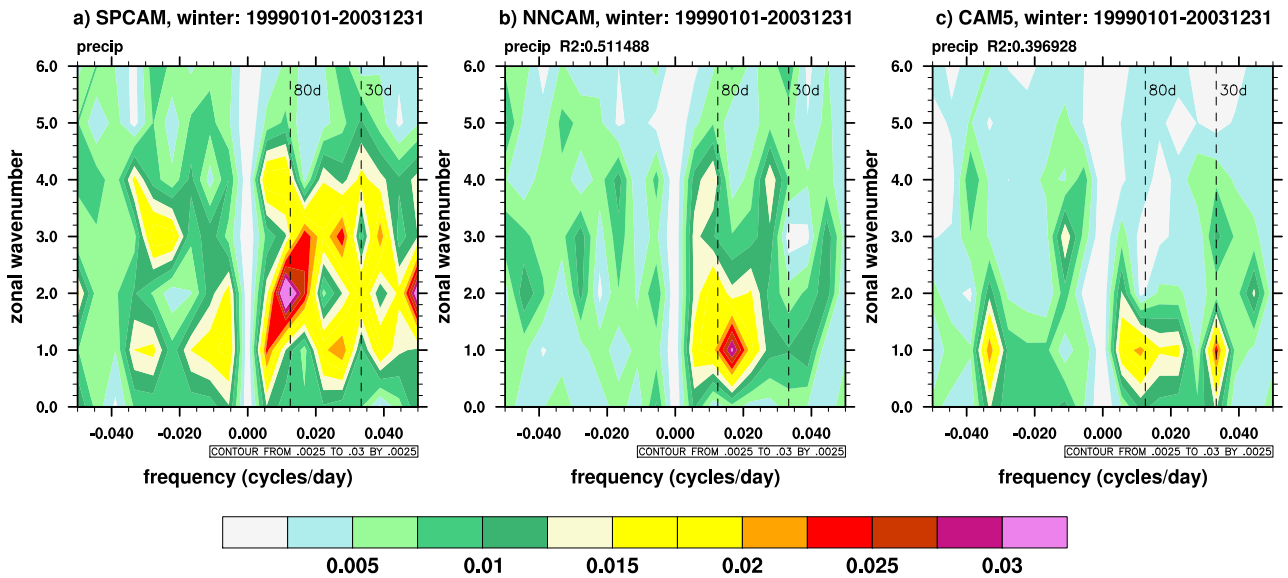 a) SPCAM, winter: 19990101-20031231
precip
6.0
5.0
4.0
3.0
2.0
1.0
0.0
zonal wavenumber
80d
30d
-0.040 -0.020 0.000 0.020 0.040
CONTOUR FROM .0025 TO .03 BY .0025
frequency (cycles/day)
b) NNCAM, winter: 19990101-20031231
precip R2:0.511488
6.0
5.0
4.0
3.0
2.0
1.0
0.0
zonal wavenumber
80d
30d
-0.040 -0.020 0.000 0.020 0.040
CONTOUR FROM .0025 TO .03 BY .0025
frequency (cycles/day)
c) CAM5, winter: 19990101-20031231
precip R2:0.396928
6.0
5.0
4.0
3.0
2.0
1.0
0.0
zonal wavenumber
80d
30d
-0.040 -0.020 0.000 0.020 0.040
CONTOUR FROM .0025 TO .03 BY .0025
frequency (cycles/day)
0.005 0.01 0.015 0.02 0.025 0.03